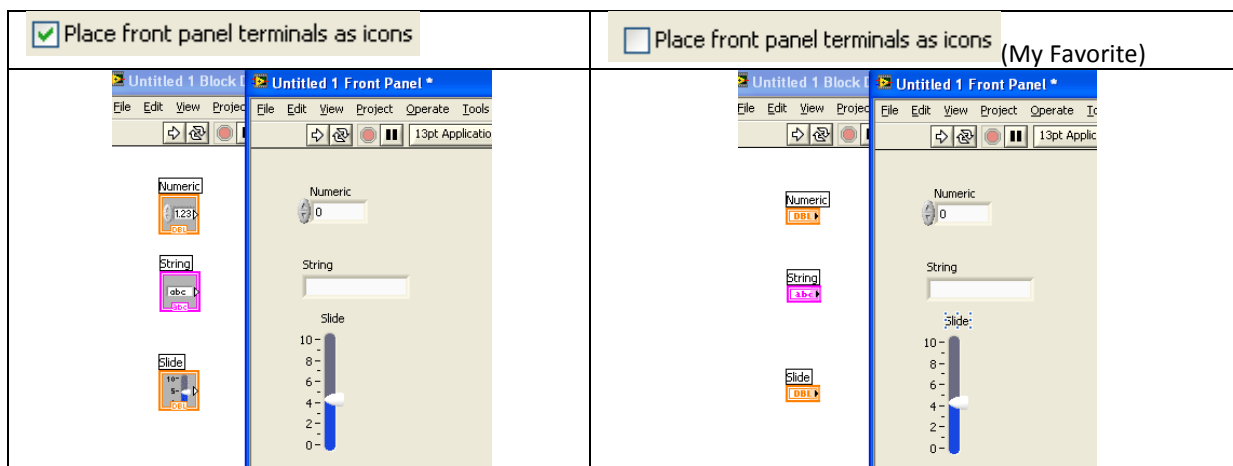 Place front panel terminals as icons
Place front panel terminals as icons (My Favorite)
Untitled 1 Block D
Untitled 1 Front Panel *
File Edit View Projec
File Edit View Project Operate Tools
13pt Applicatio
Numeric
1.23
DBL
String
abc
abc
Slide
10
5
DBL
Numeric
0
String
Slide
10
8
6
4
2
0
Untitled 1 Block D
Untitled 1 Front Panel *
File Edit View Projec
File Edit View Project Operate To
13pt Applic
Numeric
DBL
String
abc
Slide
DBL
Numeric
0
String
Slide
10
8
6
4
2
0